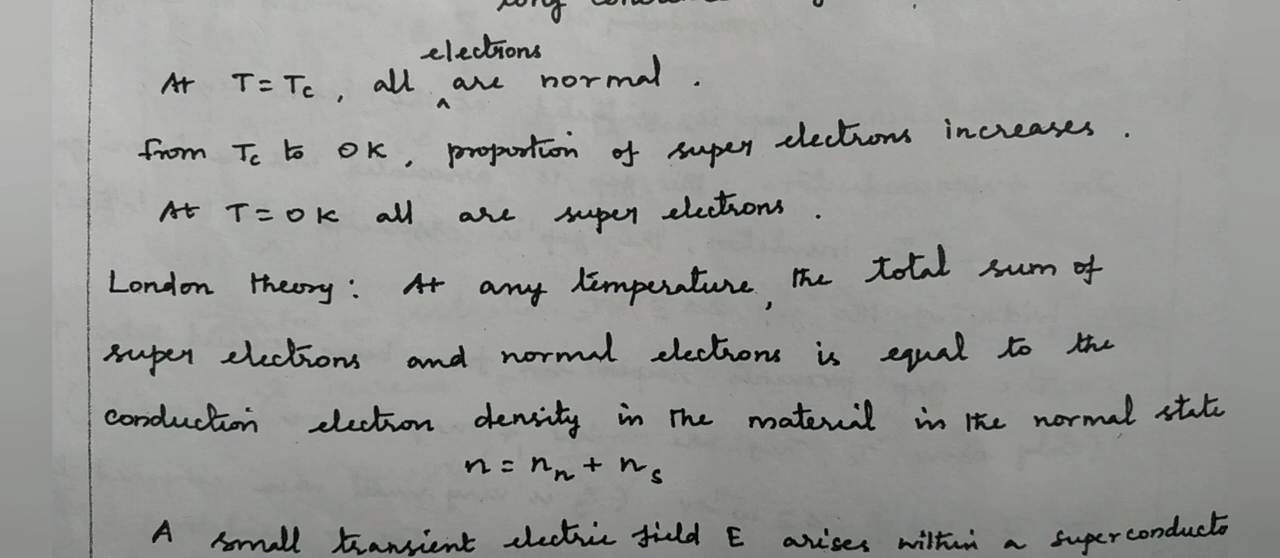 long
At T = Tc, all electrons are normal.
from Tc to 0K, proportion of super electrons increases.
At T = 0K all are super electrons.
London theory: At any temperature, the total sum of
super electrons and normal electrons is equal to the
conduction electron density in the material in the normal state
n = nn + ns
A small transient electric field E arises within a superconducto